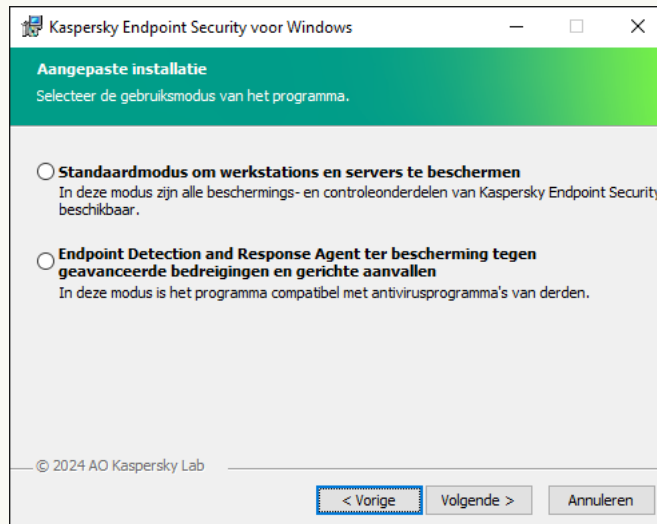 Kaspersky Endpoint Security voor Windows
Aangepaste installatie
Selecteer de gebruiksmodus van het programma.
Standaardmodus om werkstations en servers te beschermen
In deze modus zijn alle beschermings- en controleonderdelen van Kaspersky Endpoint Security
beschikbaar.
Endpoint Detection and Response Agent ter bescherming tegen
geavanceerde bedreigingen en gerichte aanvallen
In deze modus is het programma compatibel met antivirusprogramma's van derden.
© 2024 AO Kaspersky Lab
< Vorige Volgende > Annuleren